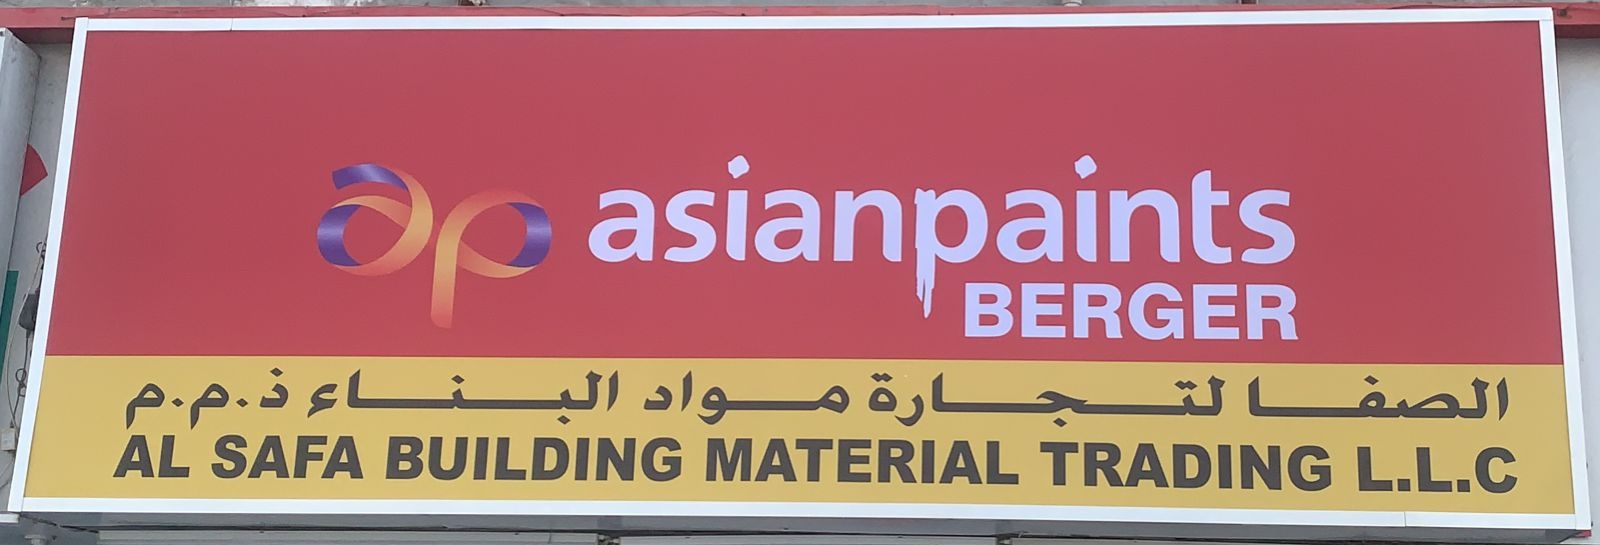 ap asianpaints
BERGER
الصفا لتجارة مواد البناء ذ.م.م
AL SAFA BUILDING MATERIAL TRADING L.L.C